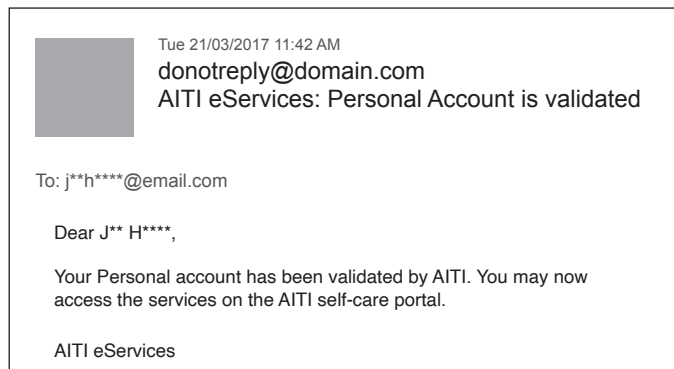 Tue 21/03/2017 11:42 AM
donotreply@domain.com
AITI eServices: Personal Account is validated
To: j**h****@email.com
Dear J** H****,
Your Personal account has been validated by AITI. You may now
access the services on the AITI self-care portal.
AITI eServices